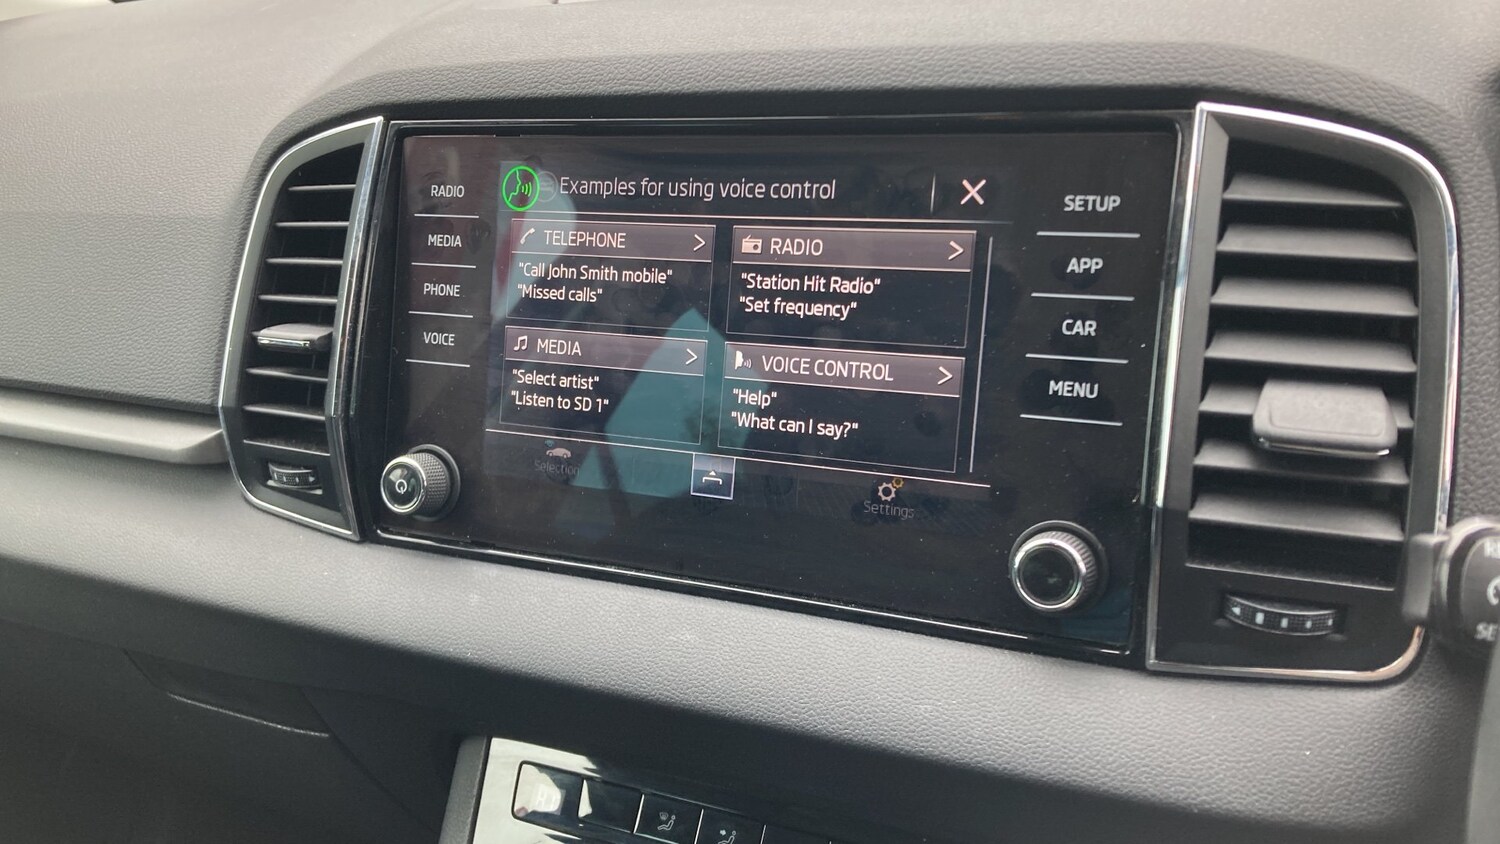 RADIO
MEDIA
PHONE
VOICE
Examples for using voice control
TELEPHONE
"Call John Smith mobile"
"Missed calls"
RADIO
"Station Hit Radio"
"Set frequency"
MEDIA
"Select artist"
"Listen to SD 1"
VOICE CONTROL
"Help"
"What can I say?"
Selection
Settings
SETUP
APP
CAR
MENU